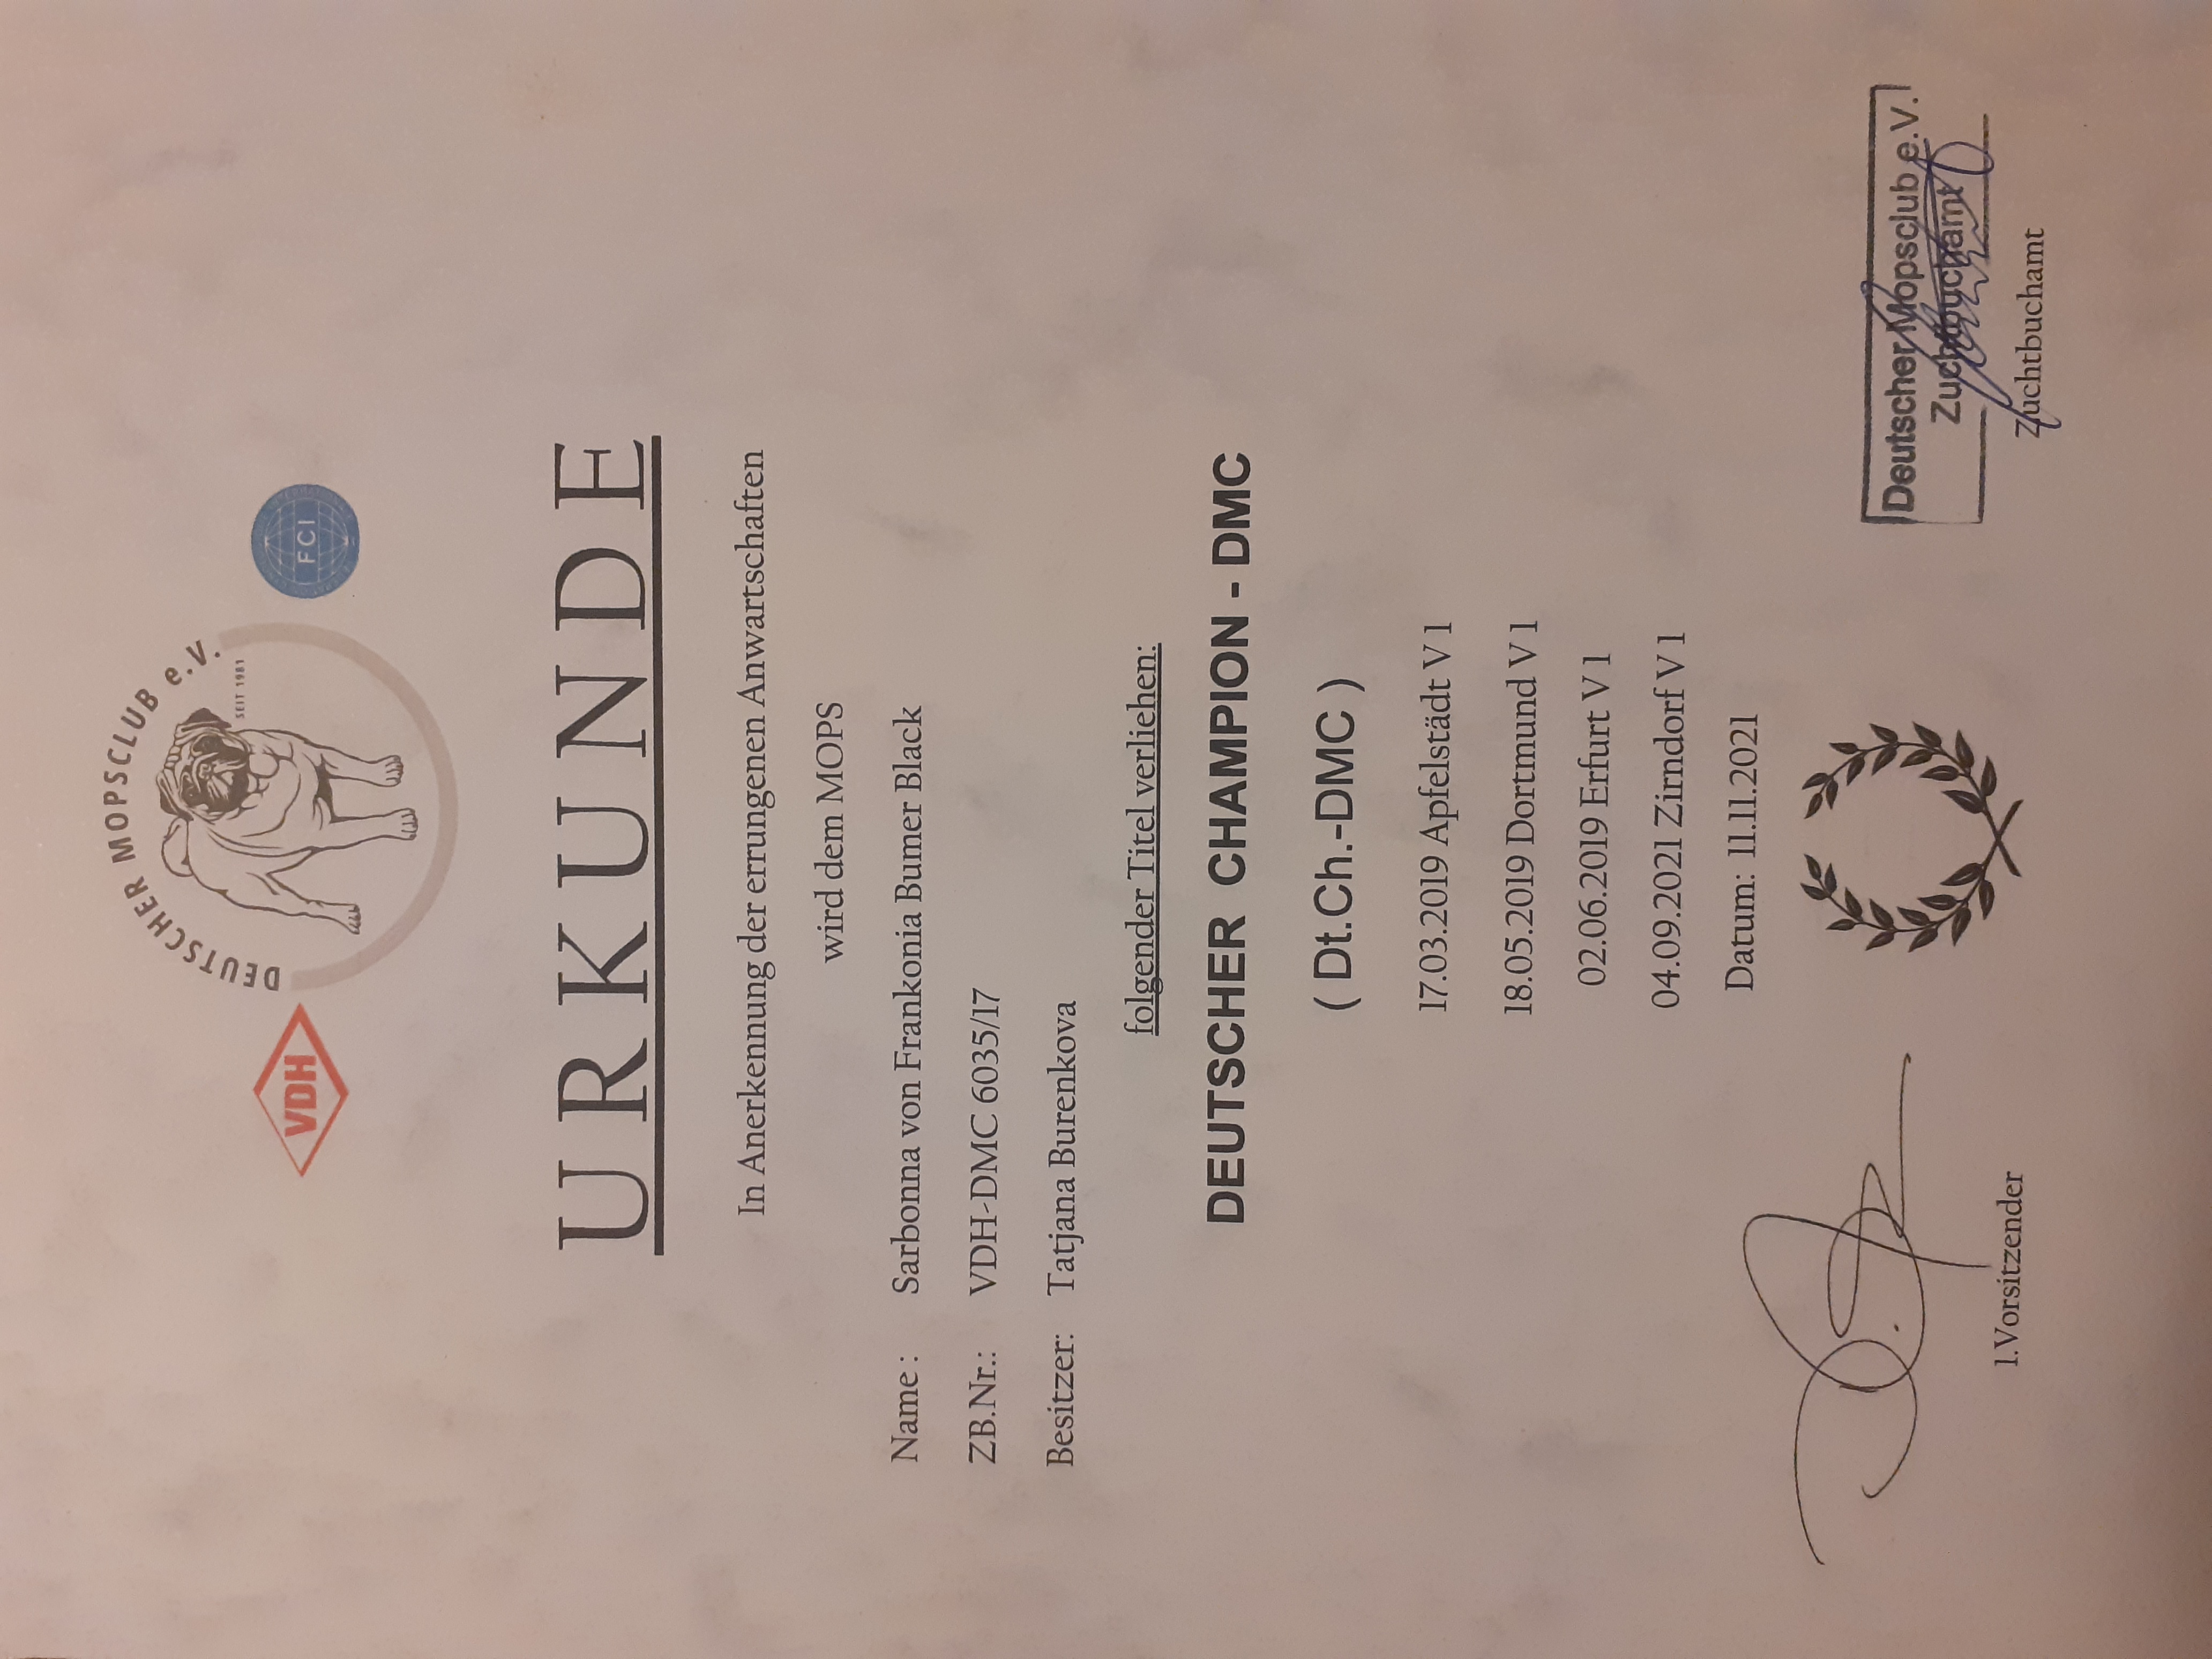 DEUTSCHER MOPSCLUB e.V.
SEIT 1981
VDH
FCI
URKUNDE
In Anerkennung der errungenen Anwartschaften
wird dem MOPS
Name : Sarbonna von Frankonia Bumer Black
ZB.Nr.: VDH-DMC 6035/17
Besitzer: Tatjana Burenkova
folgender Titel verliehen:
DEUTSCHER CHAMPION - DMC
( Dt.Ch.-DMC )
17.03.2019 Apfelstädt V 1
18.05.2019 Dortmund V 1
02.06.2019 Erfurt V 1
04.09.2021 Zirndorf V 1
Datum: 11.11.2021
Deutscher Mopsclub e.V.
Zuchtbuchamt
1.Vorsitzender
Zuchtbuchamt